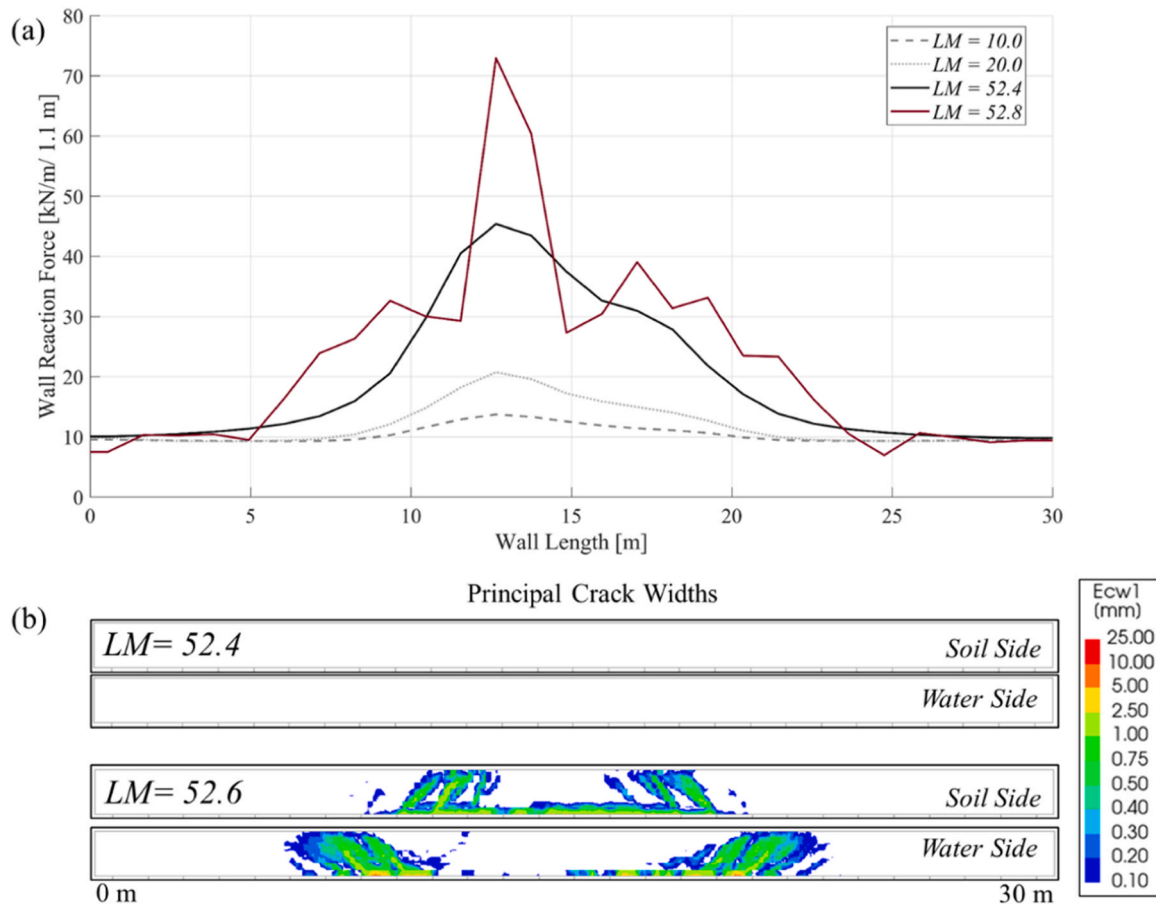 (a)
80
70
60
50
40
30
20
10
0
Wall Reaction Force [kN/m/ 1.1 m]
LM = 10.0
LM = 20.0
LM = 52.4
LM = 52.8
0 5 10 15 20 25 30
Wall Length [m]
Principal Crack Widths
(b)
LM= 52.4
Soil Side
Water Side
LM= 52.6
Soil Side
Water Side
0 m
30 m
Ecw1
(mm)
25.00
10.00
5.00
2.50
1.00
0.75
0.50
0.40
0.30
0.20
0.10